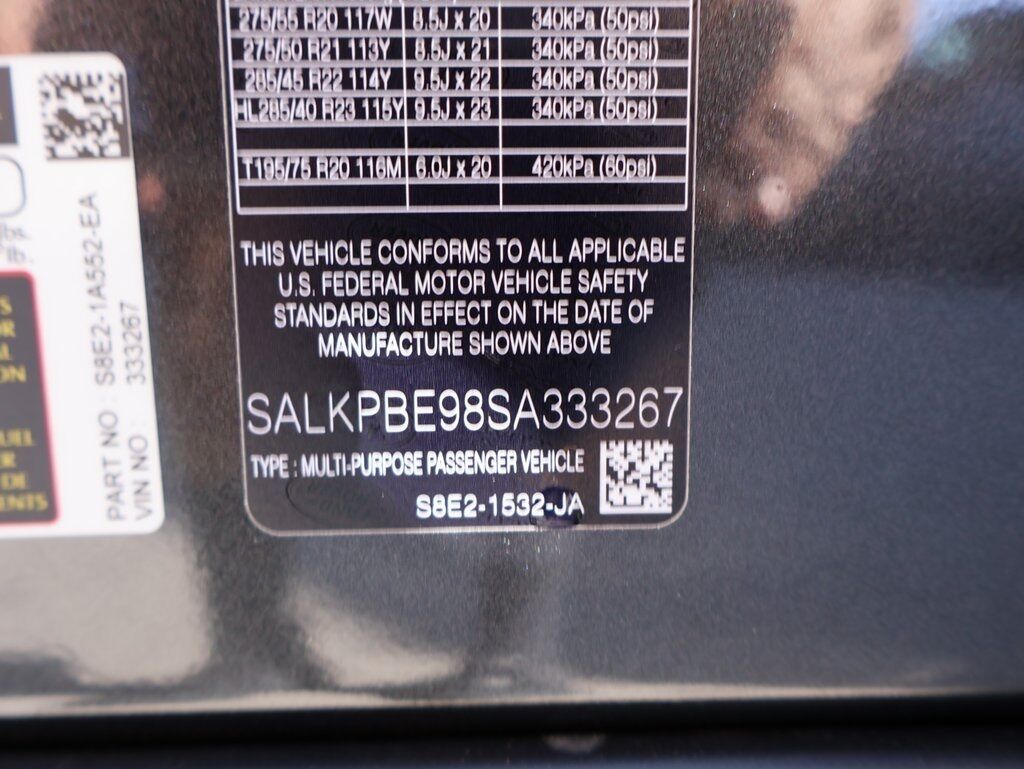 275/55 R20 117W 8.5J x 20 340kPa (50psi)
275/50 R21 113Y 8.5J x 21 340kPa (50psi)
285/45 R22 114Y 9.5J x 22 340kPa (50psi)
HL285/40 R23 115Y 9.5J x 23 340kPa (50psi)
T195/75 R20 116M 6.0J x 20 420kPa (60psi)
THIS VEHICLE CONFORMS TO ALL APPLICABLE
U.S. FEDERAL MOTOR VEHICLE SAFETY
STANDARDS IN EFFECT ON THE DATE OF
MANUFACTURE SHOWN ABOVE
SALKPBE98SA333267
TYPE : MULTI-PURPOSE PASSENGER VEHICLE
S8E2-1532-JA
PART NO : S8E2-1A552-EA
VIN NO : 333267
lbs.
lb.
DE